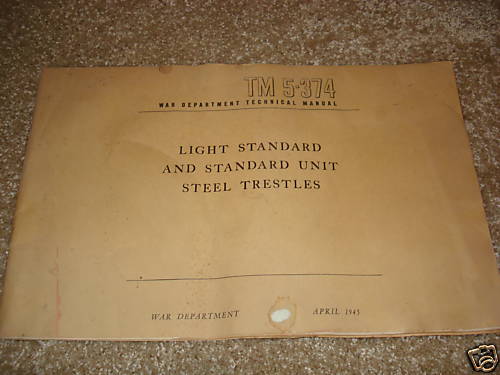 TM 5-374
WAR DEPARTMENT TECHNICAL MANUAL
LIGHT STANDARD
AND STANDARD UNIT
STEEL TRESTLES
WAR DEPARTMENT APRIL 1945